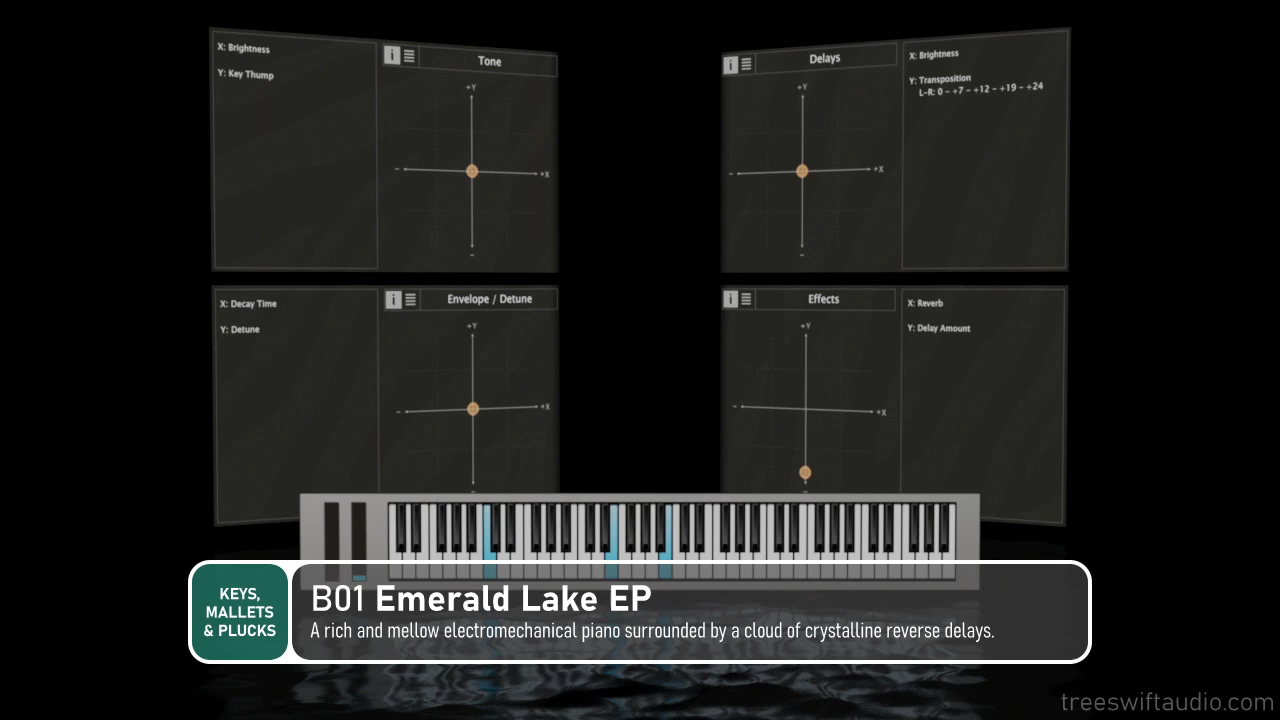 X: Brightness
Y: Key Thump
i
Tone
+Y
-
+X
-
i
Delays
+Y
-
+X
-
X: Brightness
Y: Transposition
L-R: 0 - +7 - +12 - +19 - +24
X: Decay Time
Y: Detune
i
Envelope / Detune
+Y
-
+X
-
i
Effects
+Y
-
+X
-
X: Reverb
Y: Delay Amount
KEYS,
MALLETS
& PLUCKS
B01 Emerald Lake EP
A rich and mellow electromechanical piano surrounded by a cloud of crystalline reverse delays.
treeswiftaudio.com